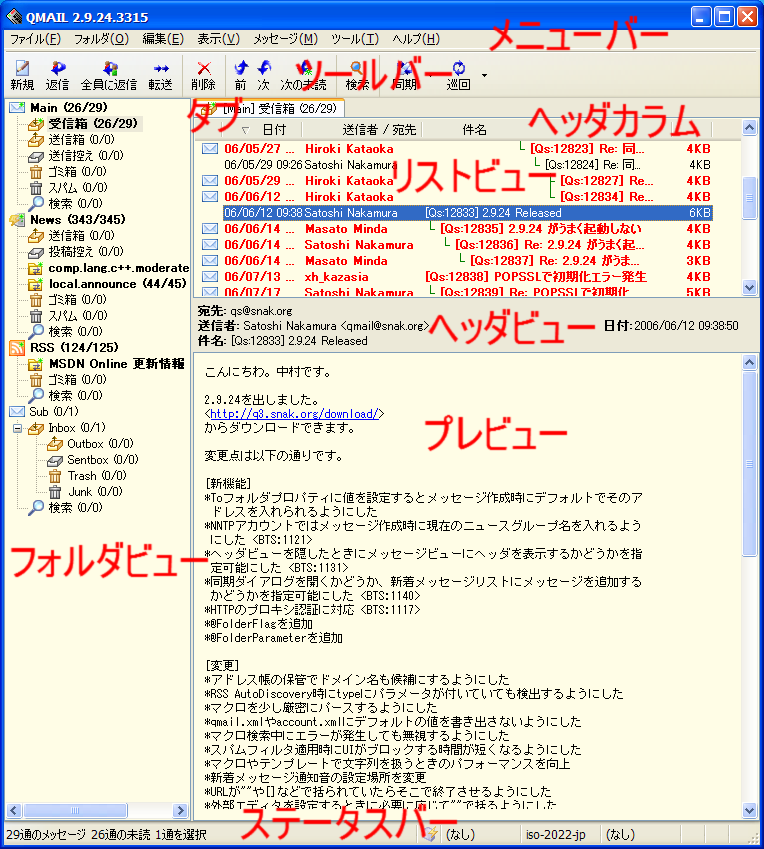 QMAIL 2.9.24.3315
ファイル(F) フォルダ(O) 編集(E) 表示(V) メッセージ(M) ツール(T) ヘルプ(H)
メニューバー
新規 返信 全員に返信 転送 削除 前 次 次の未読 検索 同期 巡回
ツールバー
Main (26/29)
受信箱 (26/29)
送信箱 (0/0)
送信控え (0/0)
ゴミ箱 (0/0)
スパム (0/0)
検索 (0/0)
News (343/345)
送信箱 (0/0)
投稿控え (0/0)
comp.lang.c++.moderate
local.announce (44/45)
ゴミ箱 (0/0)
スパム (0/0)
検索 (0/0)
RSS (124/125)
MSDN Online 更新情報
ゴミ箱 (0/0)
検索 (0/0)
Sub (0/1)
Inbox (0/1)
Outbox (0/0)
Sentbox (0/0)
Trash (0/0)
Junk (0/0)
検索 (0/0)
フォルダビュー
タブ
[Main] 受信箱 (26/29)
ヘッダカラム
日付 送信者 / 宛先 件名
06/05/27 ... Hiroki Kataoka [Qs:12823] Re: 同... 4KB
06/05/29 09:26 Satoshi Nakamura [Qs:12824] Re: 同... 4KB
リストビュー
06/05/29 ... Hiroki Kataoka [Qs:12827] Re... 4KB
06/06/12 ... Hiroki Kataoka [Qs:12834] Re... 4KB
06/06/12 09:38 Satoshi Nakamura [Qs:12833] 2.9.24 Released 6KB
06/06/14 ... Masato Minda [Qs:12835] 2.9.24 がうまく起動しない 4KB
06/06/14 ... Satoshi Nakamura [Qs:12836] Re: 2.9.24 がうまく起... 4KB
06/06/14 ... Masato Minda [Qs:12837] Re: 2.9.24 がうま... 3KB
06/07/13 ... xh_kazasia [Qs:12838] POPSSLで初期化エラー発生 4KB
06/07/17 Satoshi Nakamura [Qs:12839] Re: POPSSLで初期化 5KB
宛先: qs@snak.org
送信者: Satoshi Nakamura <qmail@snak.org> 日付:2006/06/12 09:38:50
件名: [Qs:12833] 2.9.24 Released
ヘッダビュー
こんにちわ。中村です。
2.9.24を出しました。
<http://q3.snak.org/download/>
からダウンロードできます。
プレビュー
変更点は以下の通りです。
[新機能]
*Toフォルダプロパティに値を設定するとメッセージ作成時にデフォルトでそのア
ドレスを入れられるようにした
*NNTPアカウントではメッセージ作成時に現在のニュースグループ名を入れるよう
にした <BTS:1121>
*ヘッダビューを隠したときにメッセージビューにヘッダを表示するかどうかを指
定可能にした <BTS:1131>
*同期ダイアログを開くかどうか、新着メッセージリストにメッセージを追加する
かどうかを指定可能にした <BTS:1140>
*HTTPのプロキシ認証に対応 <BTS:1117>
*@FolderFlagを追加
*@FolderParameterを追加
[変更]
*アドレス帳の保管でドメイン名も候補にするようにした
*RSS AutoDiscovery時にtypeにパラメータが付いていても検出するようにした
*マクロを少し厳密にパースするようにした
*qmail.xmlやaccount.xmlにデフォルトの値を書き出さないようにした
*マクロ検索中にエラーが発生しても無視するようにした
*スパムフィルタ適用時にUIがブロックする時間が短くなるようにした
*マクロやテンプレートで文字列を扱うときのパフォーマンスを向上
*新着メッセージ通知音の設定場所を変更
*URLが""や[]などで括られていたらそこで終了させるようにした
*外部エディタを設定するときに必要に応じて""で括るようにした
ステータスバー
29通のメッセージ 26通の未読 1通を選択 (なし) iso-2022-jp (なし)